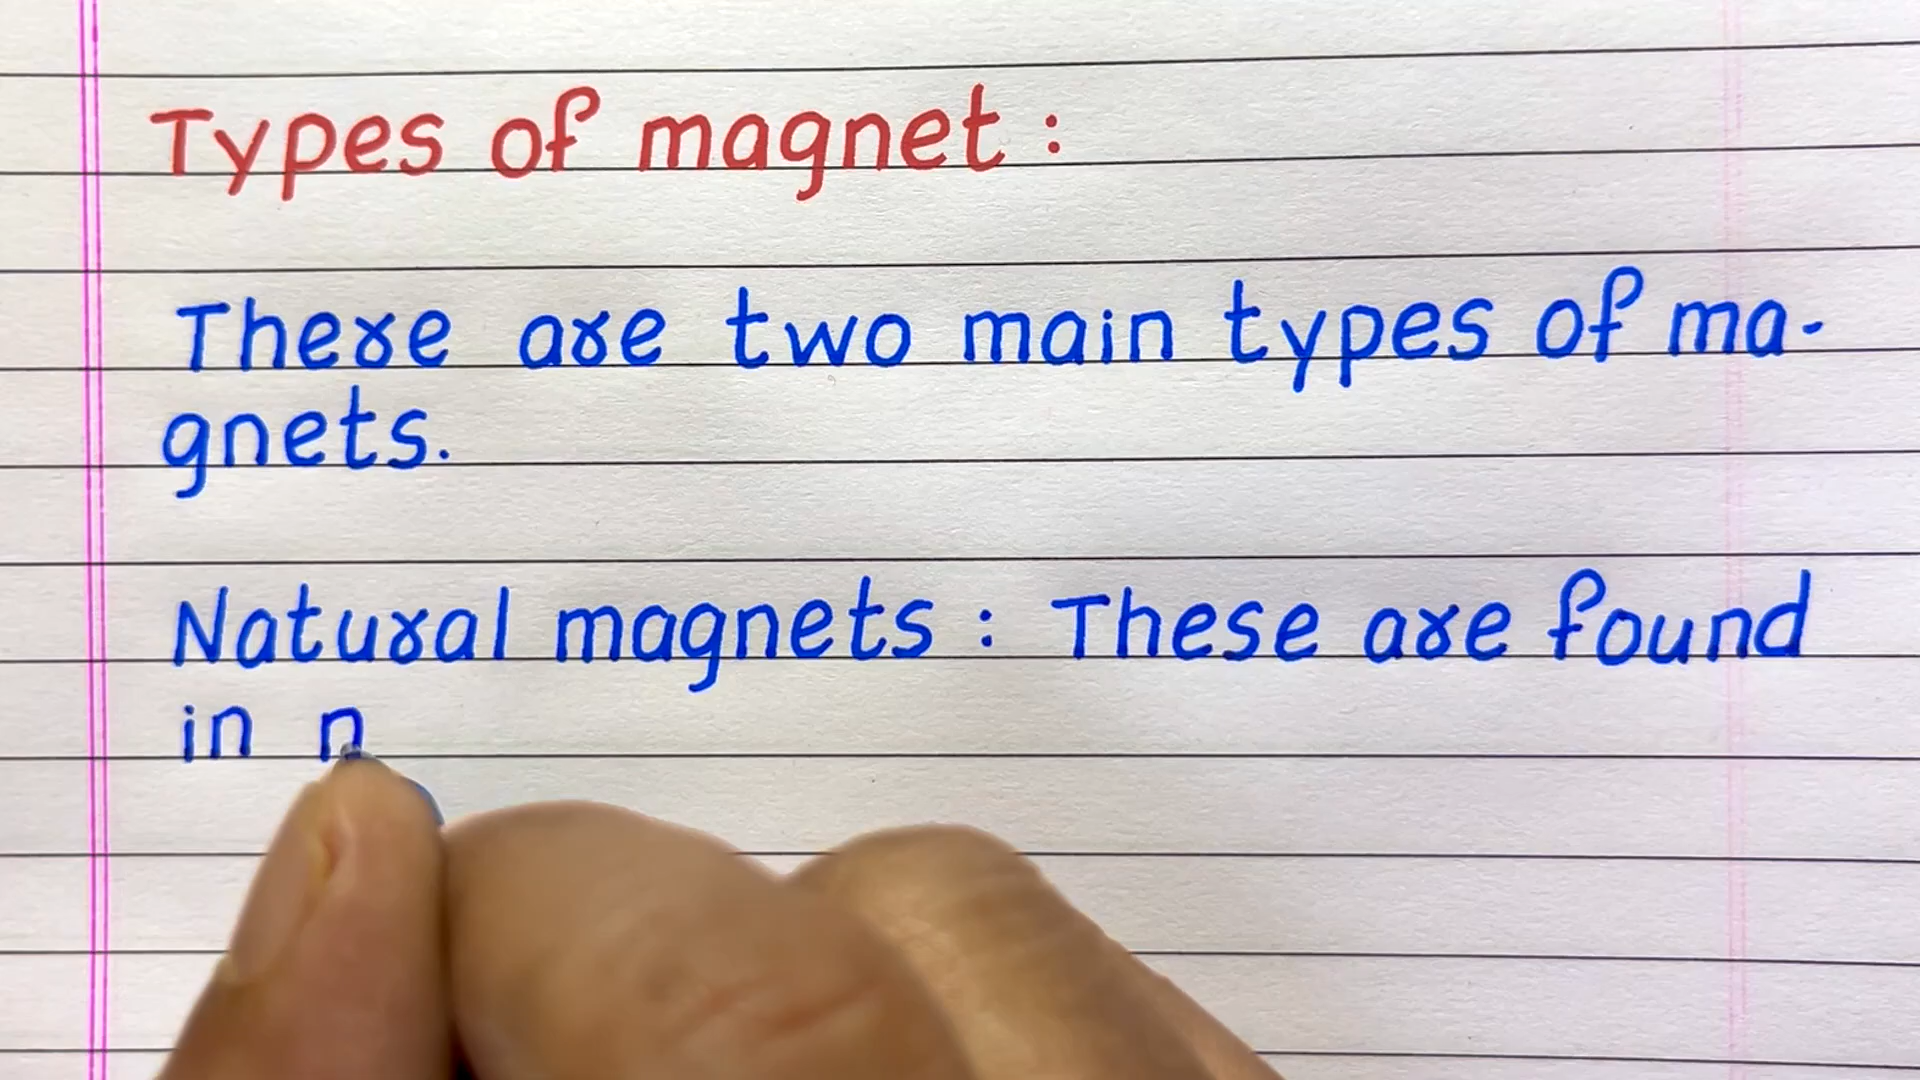 Types of magnet :
There are two main types of ma-
gnets.
Natural magnets : These are found
in n